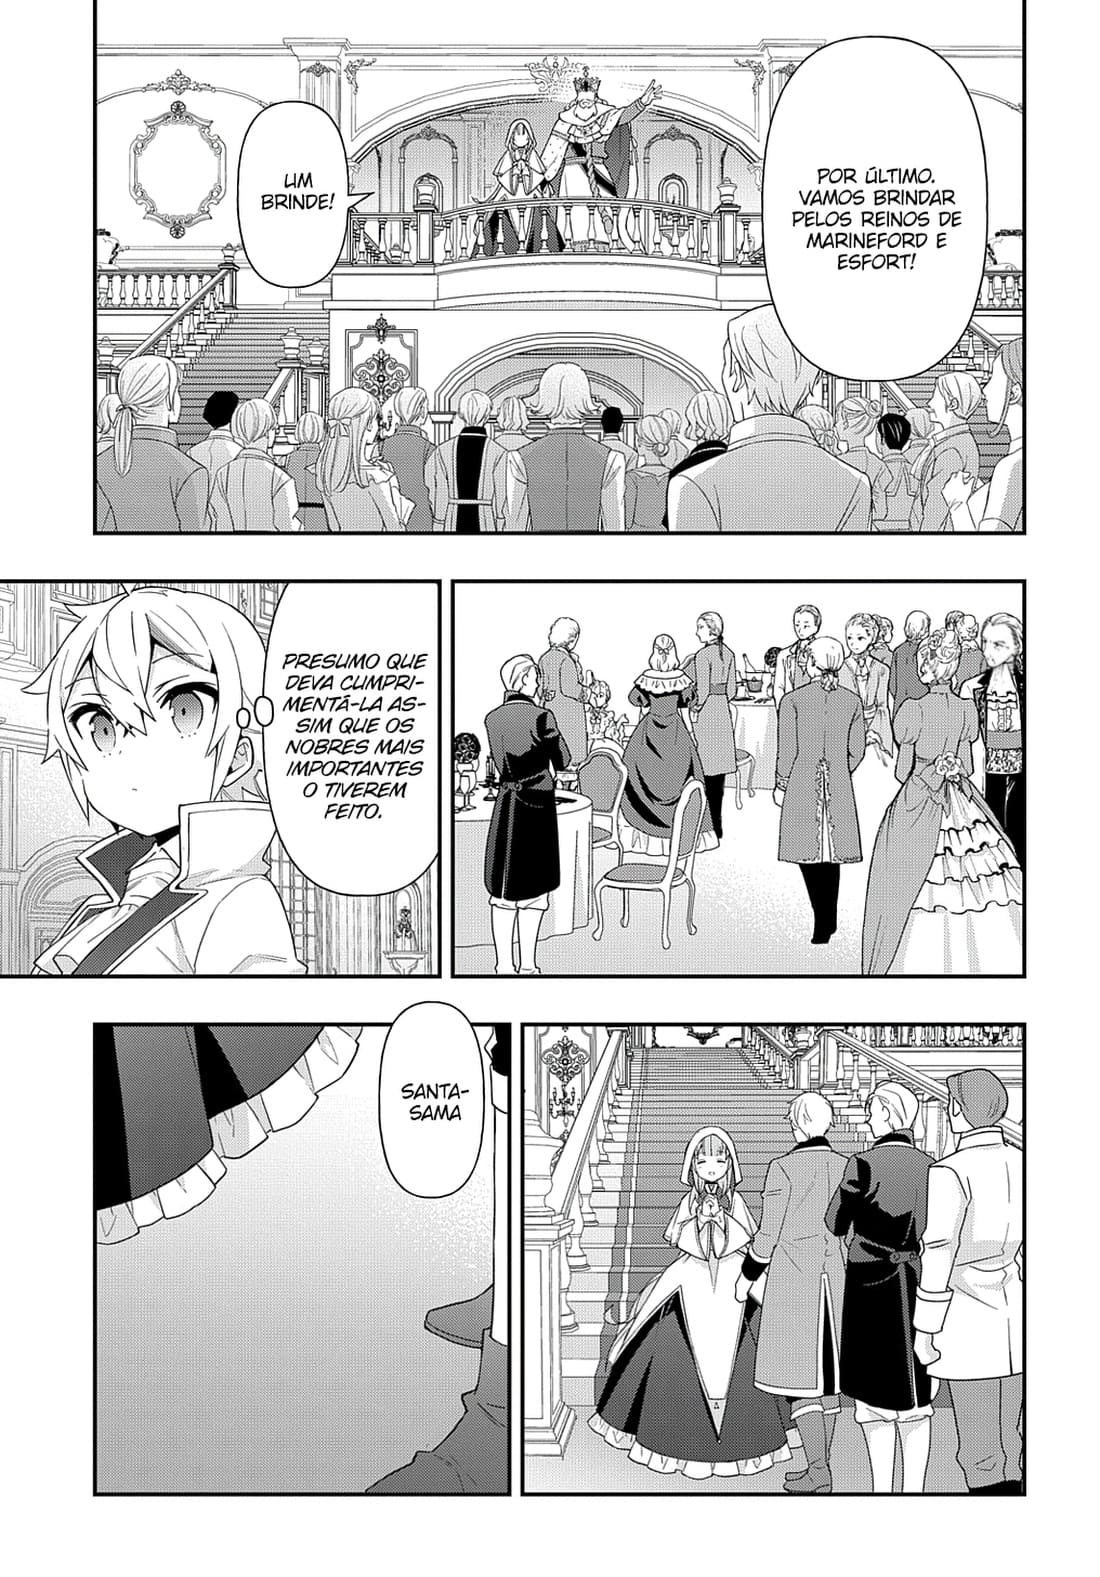 POR ÚLTIMO.
VAMOS BRINDAR
PELOS REINOS DE
MARINEFORD E
ESFORT!
UM
BRINDE!
PRESUMO QUE
DEVA CUMPRI-
MENTÁ-LA AS-
SIM QUE OS
NOBRES MAIS
IMPORTANTES
O TIVEREM
FEITO.
SANTA-
SAMA